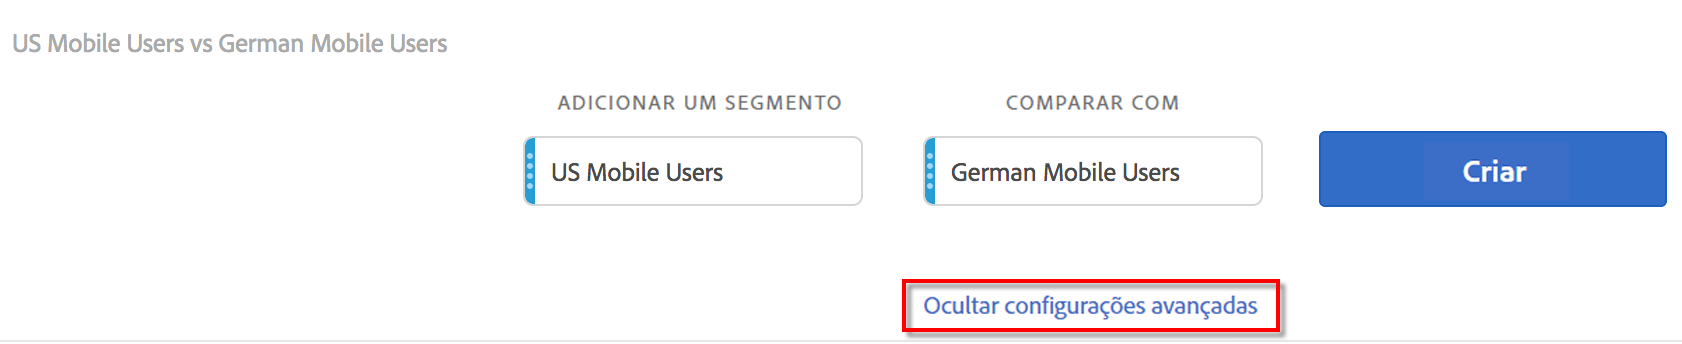 US Mobile Users vs German Mobile Users
ADICIONAR UM SEGMENTO
COMPARAR COM
US Mobile Users
German Mobile Users
Criar
Ocultar configurações avançadas